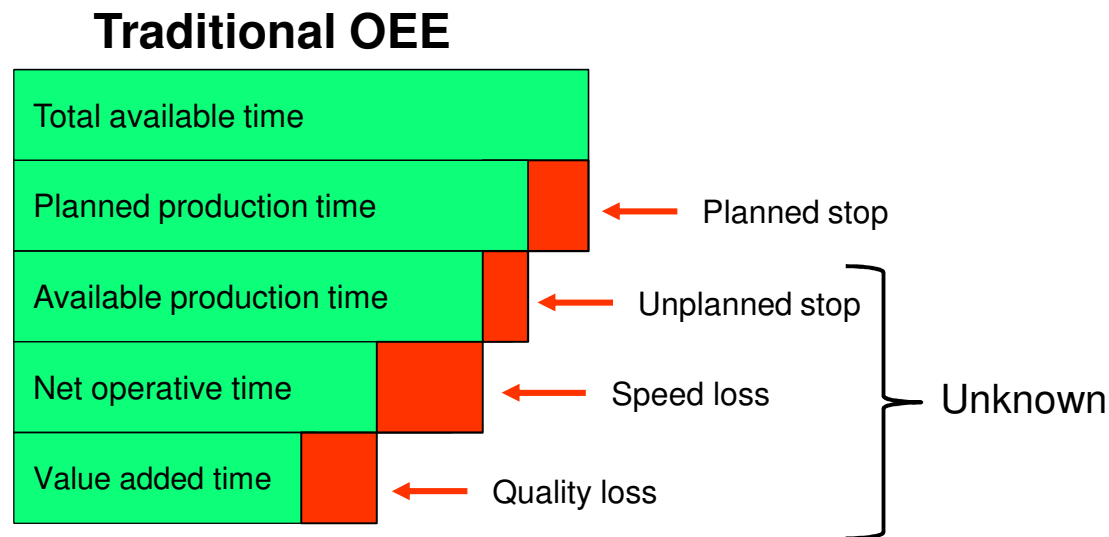 Traditional OEE
Total available time
Planned production time
Planned stop
Available production time
Unplanned stop
Net operative time
Speed loss
Unknown
Value added time
Quality loss